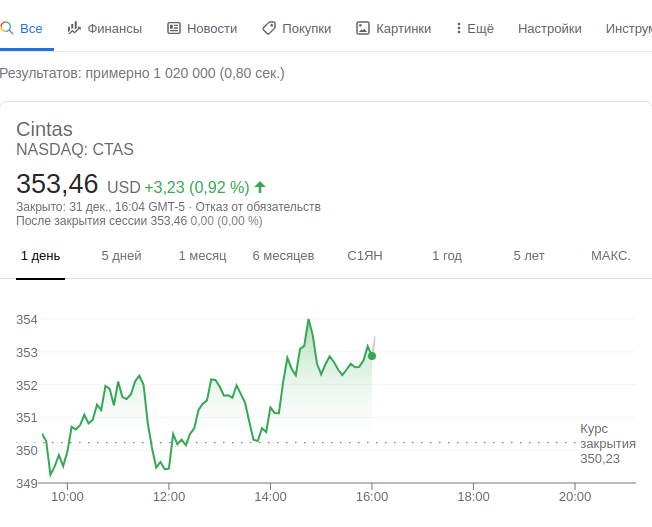 Все Финансы Новости Покупки Картинки Ещё Настройки Инструм
Результатов: примерно 1 020 000 (0,80 сек.)
Cintas
NASDAQ: CTAS
353,46 USD +3,23 (0,92 %)
Закрыто: 31 дек., 16:04 GMT-5 · Отказ от обязательств
После закрытия сессии 353,46 0,00 (0,00 %)
1 день 5 дней 1 месяц 6 месяцев С1ЯН 1 год 5 лет МАКС.
354
353
352
351
350
349
Курс
закрытия
350,23
10:00 12:00 14:00 16:00 18:00 20:00